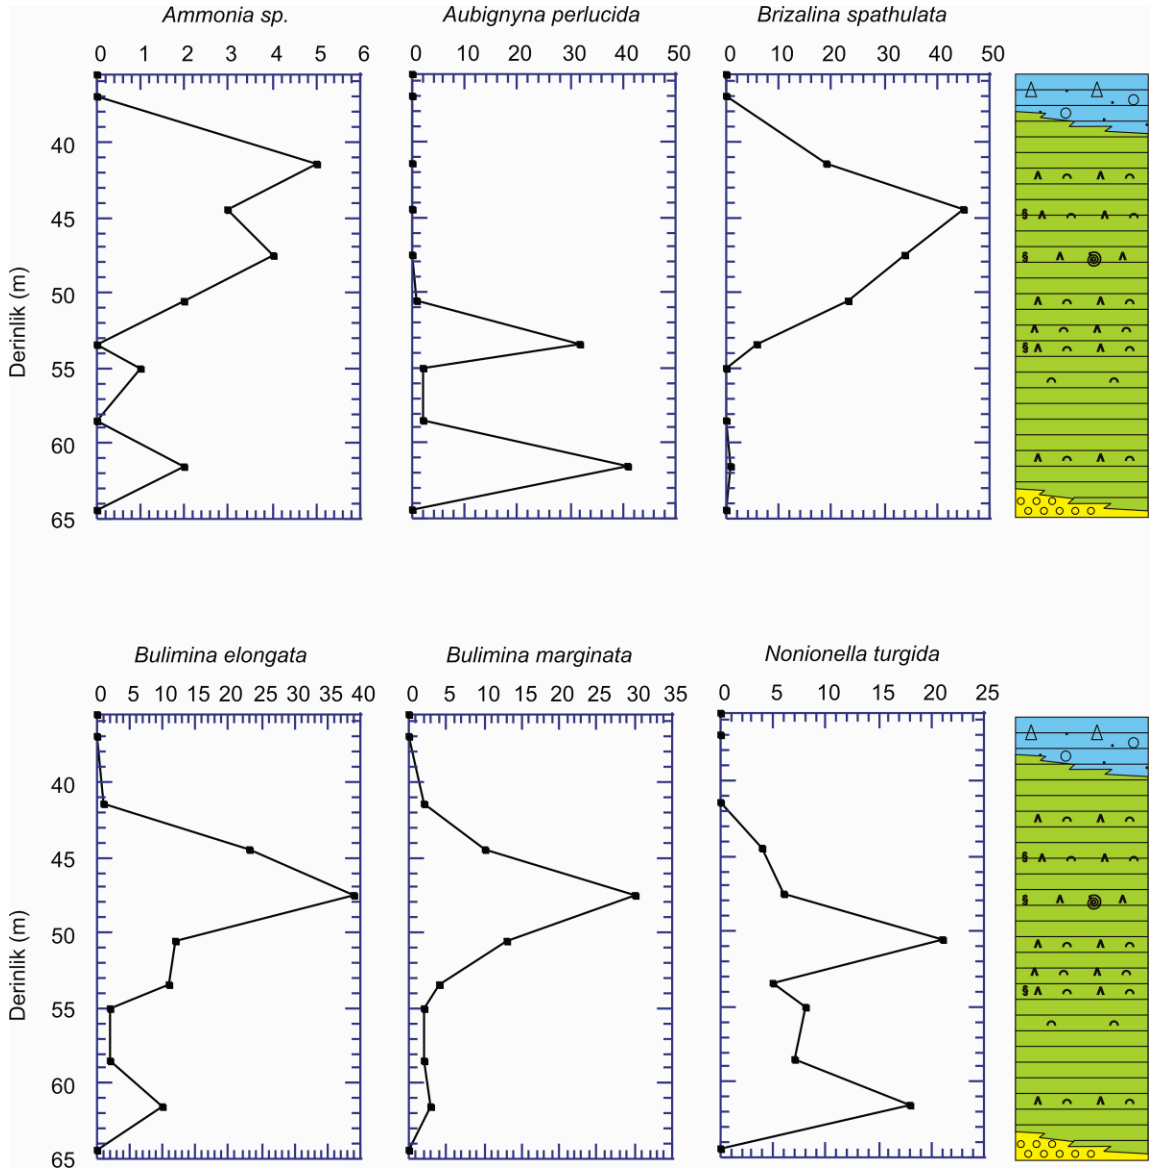 Ammonia sp. Aubignyna perlucida Brizalina spathulata
0 1 2 3 4 5 6 0 10 20 30 40 50 0 10 20 30 40 50
40
45
50
55
60
65
Derinlik (m)
Bulimina elongata Bulimina marginata Nonionella turgida
0 5 10 15 20 25 30 35 40 0 5 10 15 20 25 30 35 0 5 10 15 20 25
40
45
50
55
60
65
Derinlik (m)